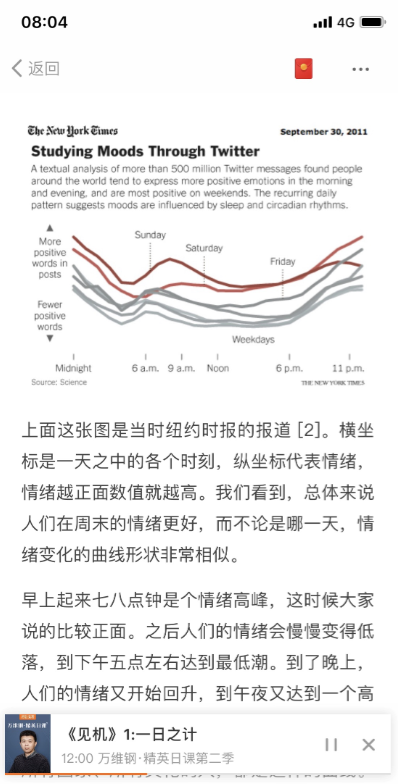 08:04
4G
返回
The New York Times
September 30, 2011
Studying Moods Through Twitter
A textual analysis of more than 500 million Twitter messages found people
around the world tend to express more positive emotions in the morning
and evening, and are most positive on weekends. The recurring daily
pattern suggests moods are influenced by sleep and circadian rhythms.
More
positive
words in
posts
Sunday
Saturday
Friday
Fewer
positive
words
Weekdays
Midnight
6 a.m.
9 a.m.
Noon
6 p.m.
11 p.m.
Source: Science
THE NEW YORK TIMES
上面这张图是当时纽约时报的报道 [2]。横坐
标是一天之中的各个时刻，纵坐标代表情绪，
情绪越正面数值就越高。我们看到，总体来说
人们在周末的情绪更好，而不论是哪一天，情
绪变化的曲线形状非常相似。
早上起来七八点钟是个情绪高峰，这时候大家
说的比较正面。之后人们的情绪会慢慢变得低
落，到下午五点左右达到最低潮。到了晚上，
人们的情绪又开始回升，到午夜又达到一个高
万维钢·精英日课
《见机》1:一日之计
12:00 万维钢·精英日课第二季